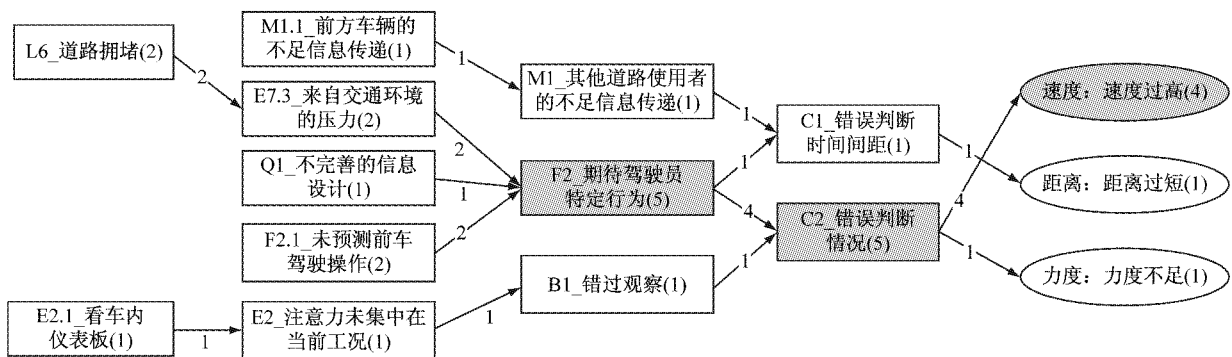 L6_道路拥堵(2)
2
M1.1_前方车辆的
不足信息传递(1)
1
E7.3_来自交通环境
的压力(2)
2
Q1_不完善的信息
设计(1)
1
F2.1_未预测前车
驾驶操作(2)
2
E2.1_看车内
仪表板(1)
1
E2_注意力未集中在
当前工况(1)
1
M1_其他道路使用者
的不足信息传递(1)
1
F2_期待驾驶员
特定行为(5)
1
4
B1_错过观察(1)
1
C1_错误判断
时间间距(1)
1
C2_错误判断
情况(5)
4
1
速度：速度过高(4)
距离：距离过短(1)
力度：力度不足(1)